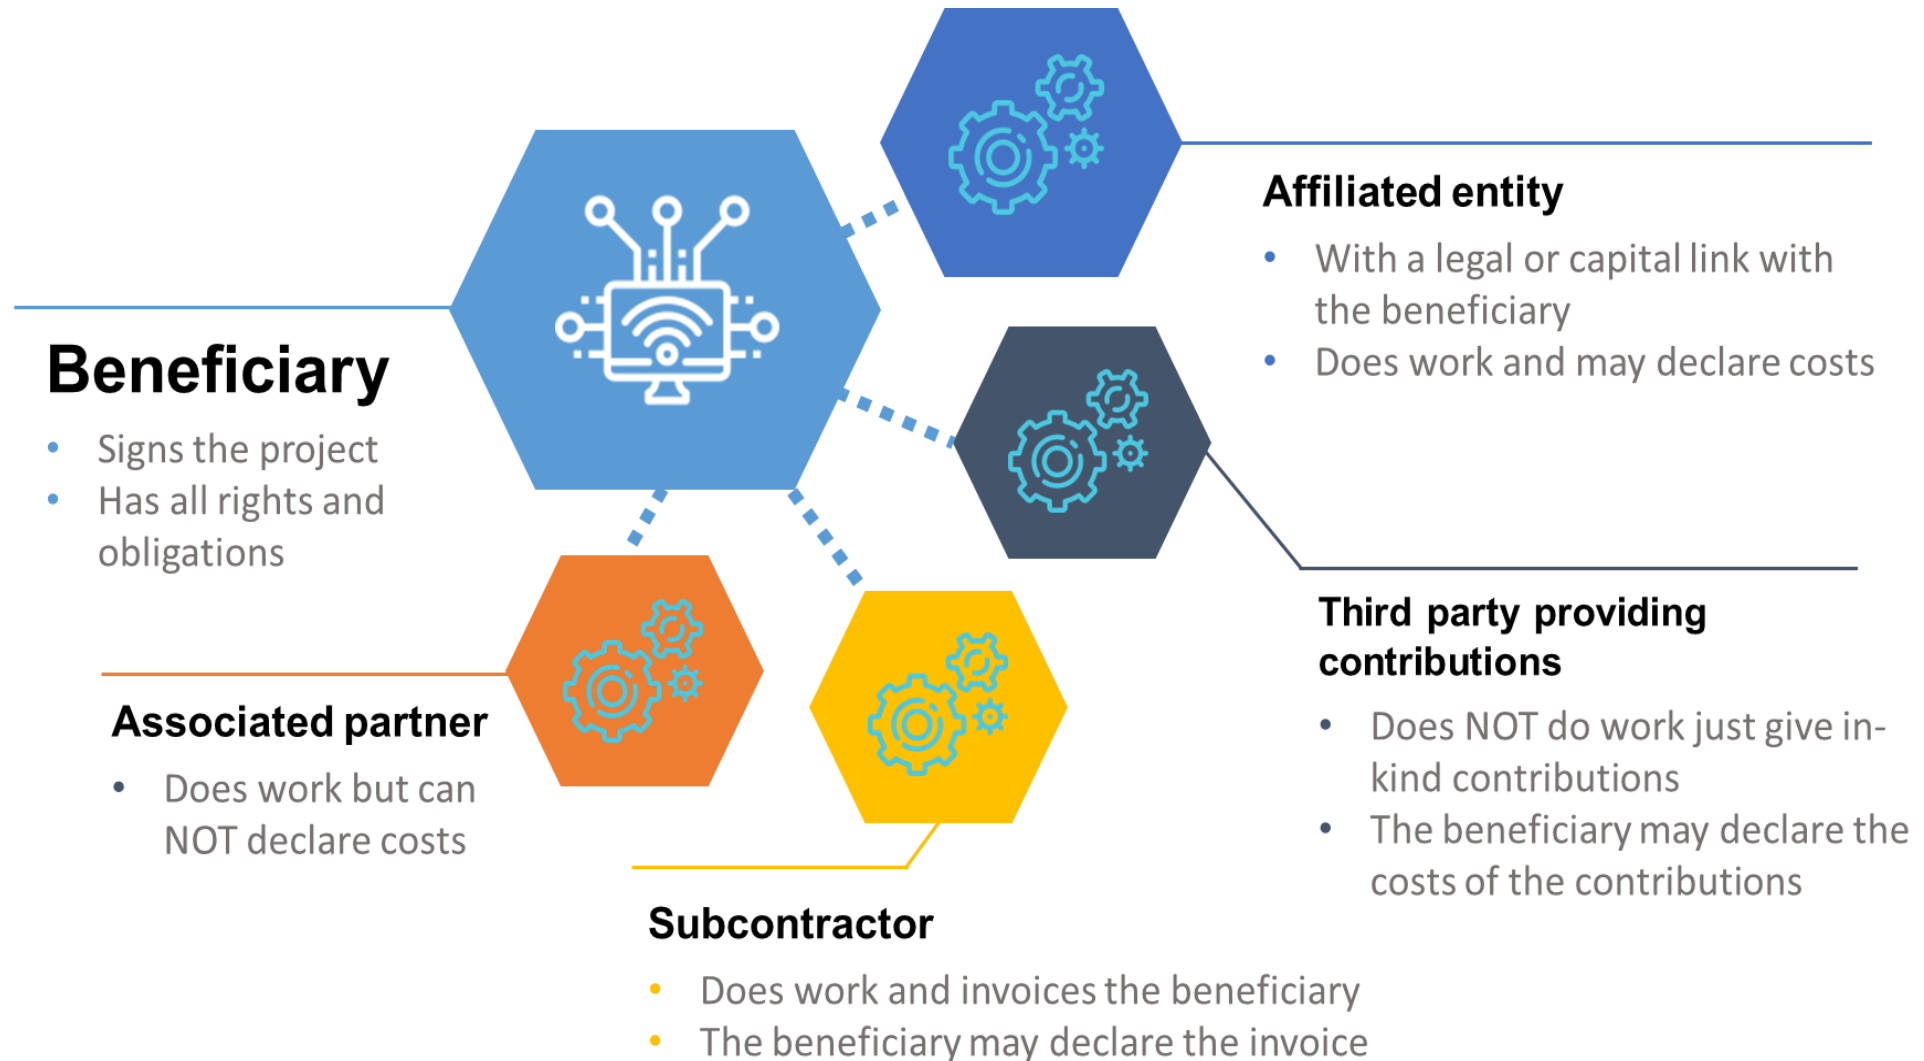 Beneficiary
• Signs the project
• Has all rights and
obligations
Affiliated entity
• With a legal or capital link with
the beneficiary
• Does work and may declare costs
Third party providing
contributions
• Does NOT do work just give in-
kind contributions
• The beneficiary may declare the
costs of the contributions
Associated partner
• Does work but can
NOT declare costs
Subcontractor
• Does work and invoices the beneficiary
• The beneficiary may declare the invoice